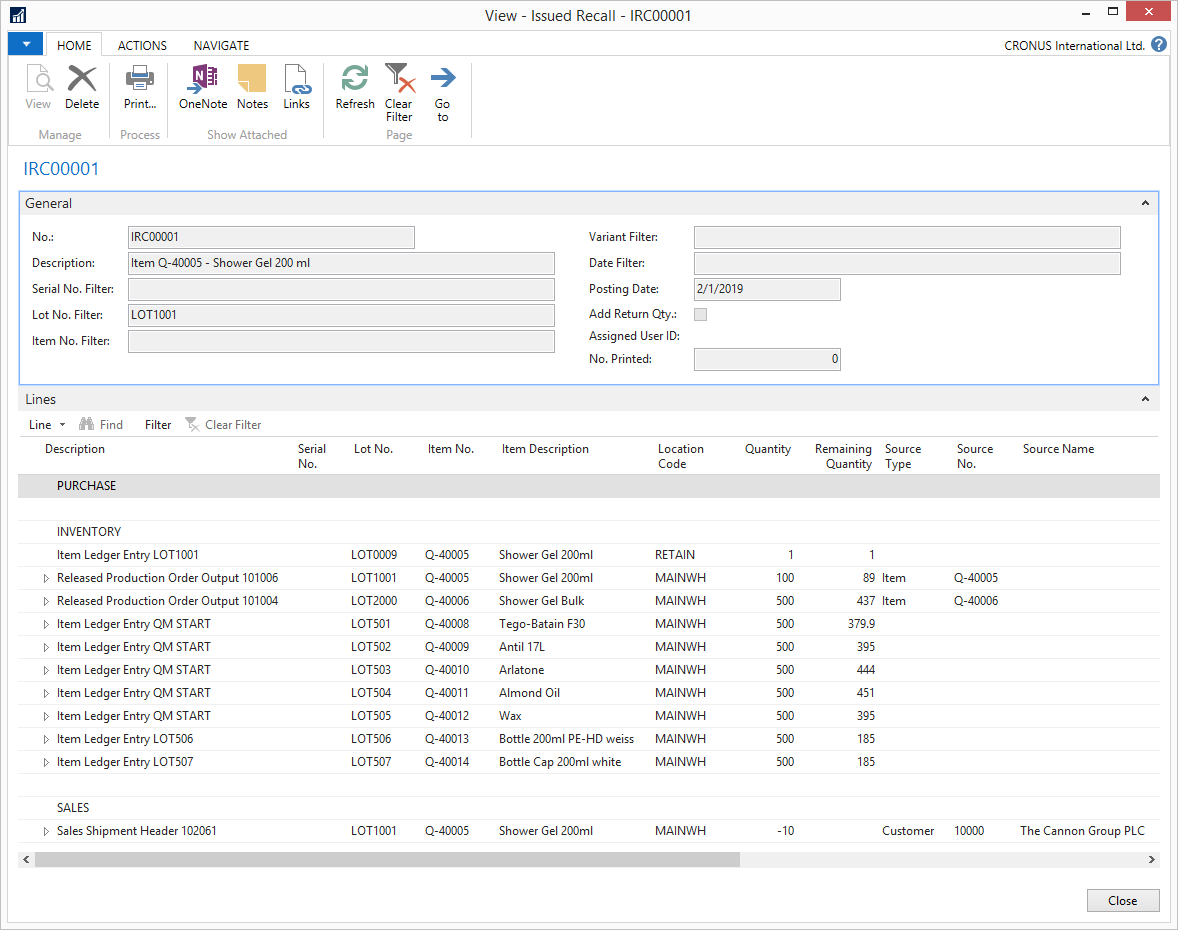 View - Issued Recall - IRC00001
HOME ACTIONS NAVIGATE CRONUS International Ltd. ?
View Delete Print... OneNote Notes Links Refresh Clear Filter Go to
Manage Process Show Attached Page
IRC00001
General
No.: IRC00001 Variant Filter:
Description: Item Q-40005 - Shower Gel 200 ml Date Filter:
Serial No. Filter: Posting Date: 2/1/2019
Lot No. Filter: LOT1001 Add Return Qty.:
Item No. Filter: Assigned User ID:
No. Printed: 0
Lines
Line Find Filter Clear Filter
Description Serial No. Lot No. Item No. Item Description Location Code Quantity Remaining Quantity Source Type Source No. Source Name
PURCHASE
INVENTORY
Item Ledger Entry LOT1001 LOT0009 Q-40005 Shower Gel 200ml RETAIN 1 1
Released Production Order Output 101006 LOT1001 Q-40005 Shower Gel 200ml MAINWH 100 89 Item Q-40005
Released Production Order Output 101004 LOT2000 Q-40006 Shower Gel Bulk MAINWH 500 437 Item Q-40006
Item Ledger Entry QM START LOT501 Q-40008 Tego-Batain F30 MAINWH 500 379.9
Item Ledger Entry QM START LOT502 Q-40009 Antil 17L MAINWH 500 395
Item Ledger Entry QM START LOT503 Q-40010 Arlatone MAINWH 500 444
Item Ledger Entry QM START LOT504 Q-40011 Almond Oil MAINWH 500 451
Item Ledger Entry QM START LOT505 Q-40012 Wax MAINWH 500 395
Item Ledger Entry LOT506 LOT506 Q-40013 Bottle 200ml PE-HD weiss MAINWH 500 185
Item Ledger Entry LOT507 LOT507 Q-40014 Bottle Cap 200ml white MAINWH 500 185
SALES
Sales Shipment Header 102061 LOT1001 Q-40005 Shower Gel 200ml MAINWH -10 Customer 10000 The Cannon Group PLC
Close